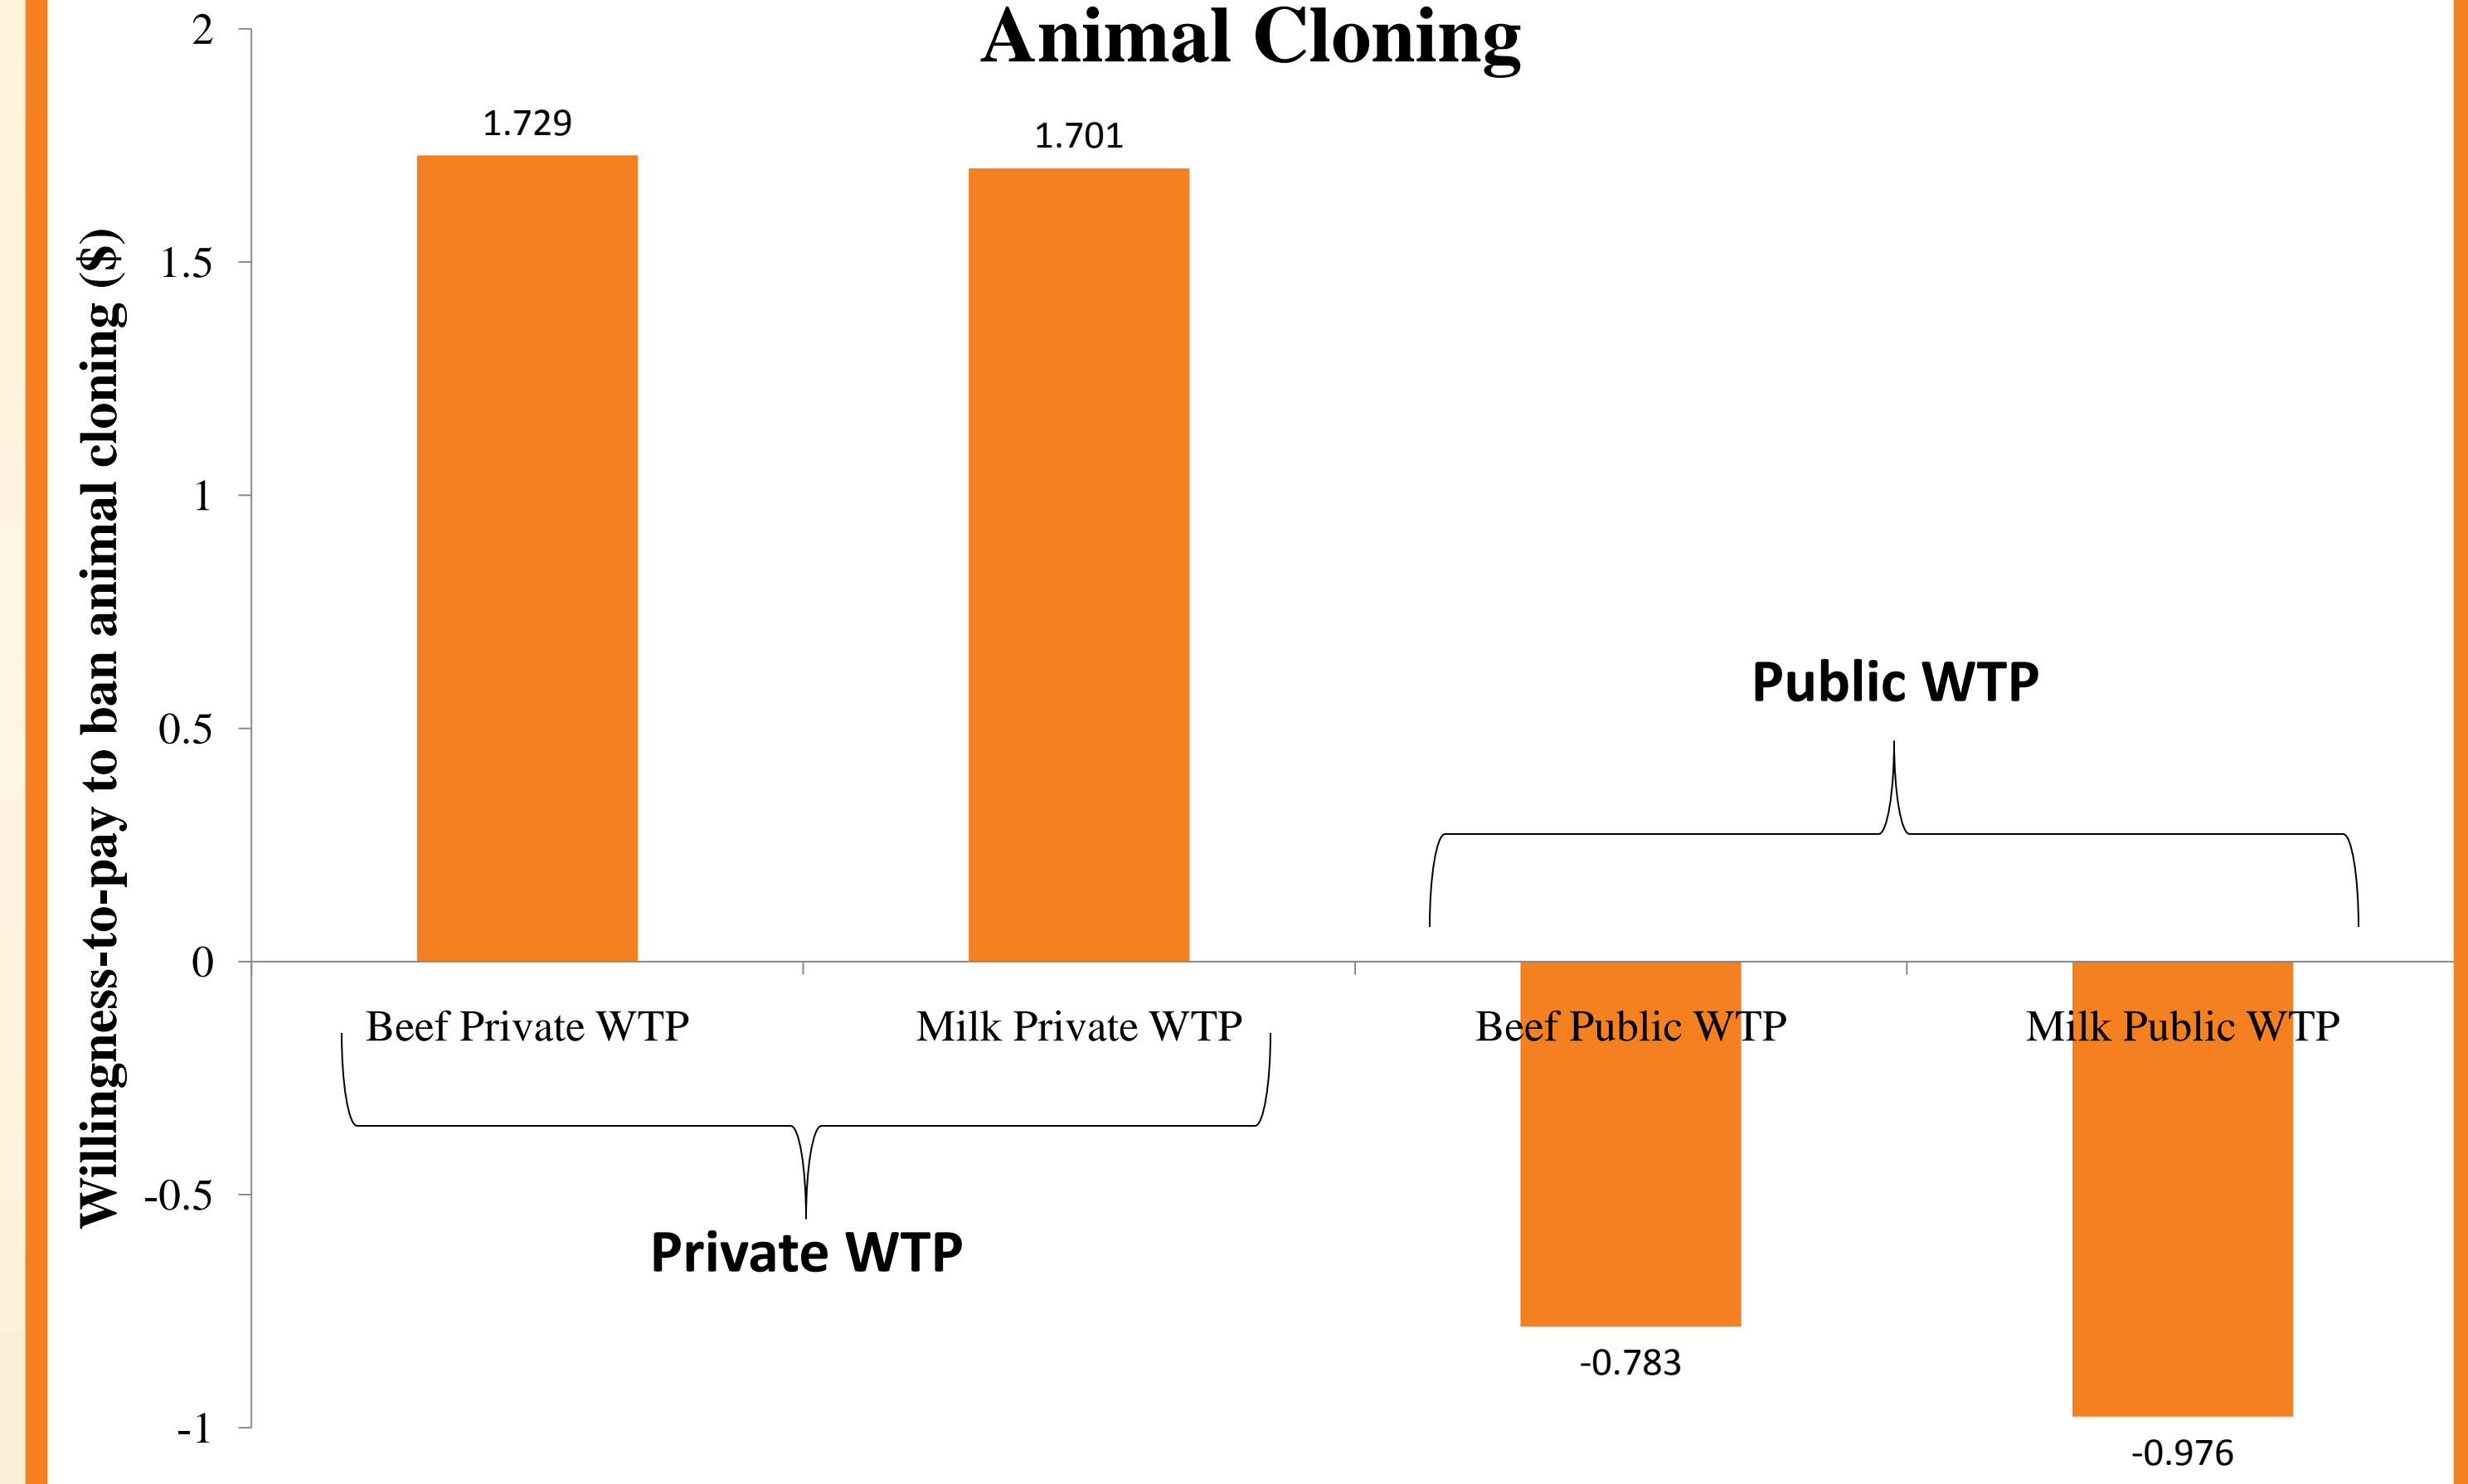 Animal Cloning
Willingness-to-pay to ban animal cloning ($)
2
1.5
1
0.5
0
-0.5
-1
1.729
1.701
-0.783
-0.976
Beef Private WTP
Milk Private WTP
Beef Public WTP
Milk Public WTP
Private WTP
Public WTP